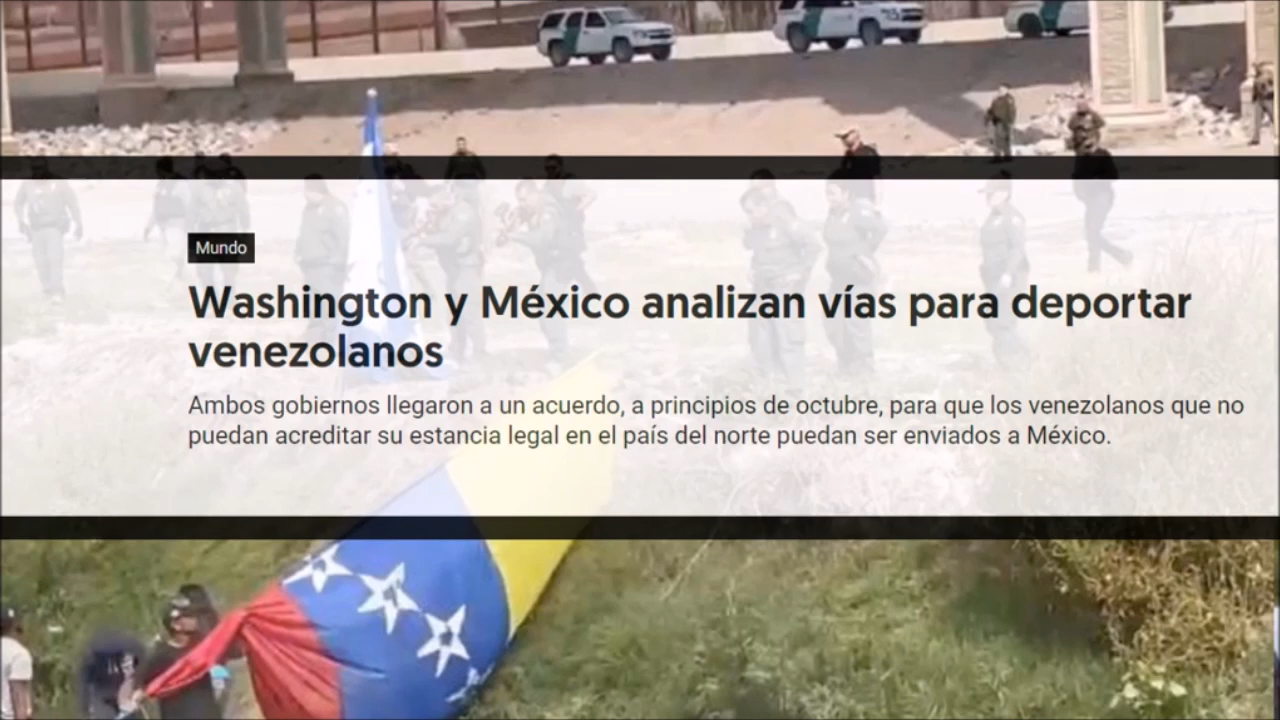 Mundo
Washington y México analizan vías para deportar
venezolanos
Ambos gobiernos llegaron a un acuerdo, a principios de octubre, para que los venezolanos que no
puedan acreditar su estancia legal en el país del norte puedan ser enviados a México.